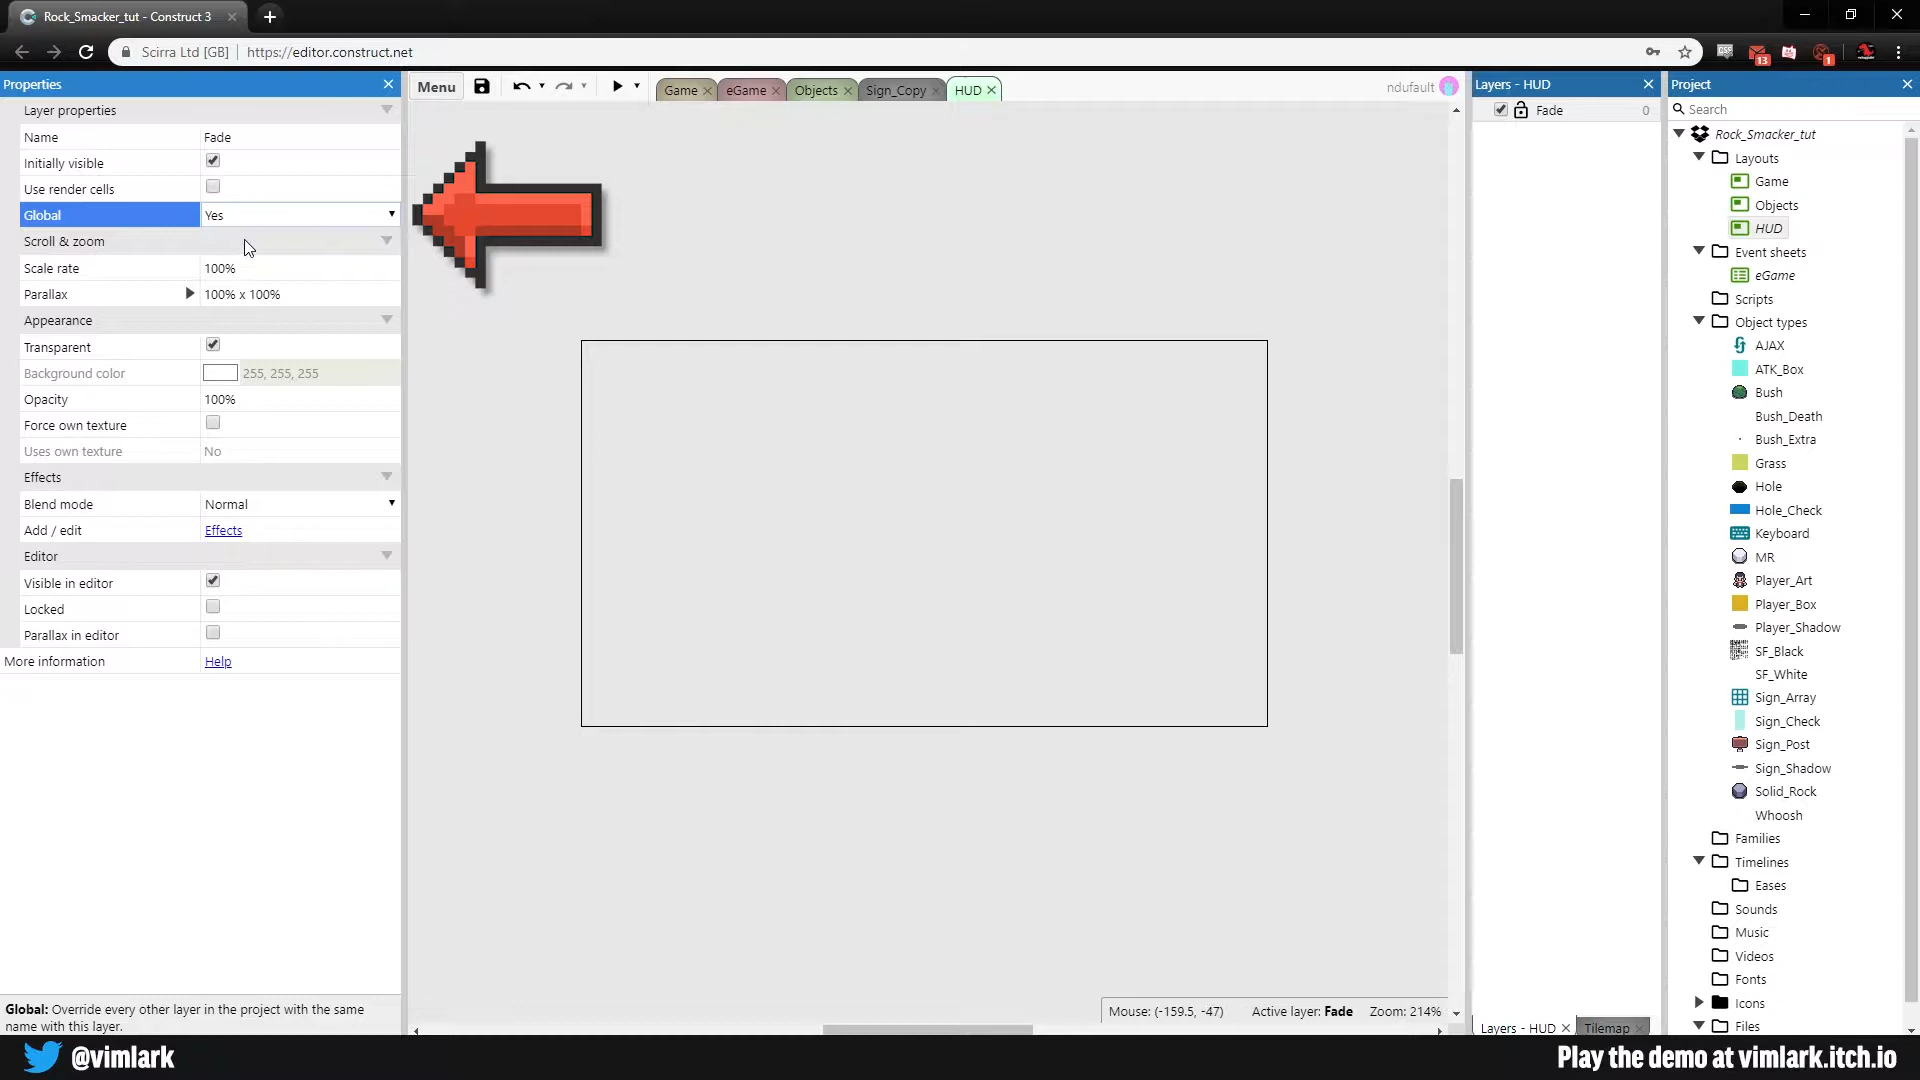 Rock_Smacker_tut - Construct 3
Scirra Ltd [GB] https://editor.construct.net
13
1
Properties
Layer properties
Name Fade
Initially visible
Use render cells
Global Yes
Scroll & zoom
Scale rate 100%
Parallax 100% x 100%
Appearance
Transparent
Background color 255, 255, 255
Opacity 100%
Force own texture
Uses own texture No
Effects
Blend mode Normal
Add / edit Effects
Editor
Visible in editor
Locked
Parallax in editor
More information Help
Global: Override every other layer in the project with the same
name with this layer.
Menu
Game
eGame
Objects
Sign_Copy
HUD
ndufault
Mouse: (-159.5, -47) Active layer: Fade Zoom: 214%
Layers - HUD
Fade 0
Layers - HUD
Tilemap
Project
Search
Rock_Smacker_tut
Layouts
Game
Objects
HUD
Event sheets
eGame
Scripts
Object types
AJAX
ATK_Box
Bush
Bush_Death
Bush_Extra
Grass
Hole
Hole_Check
Keyboard
MR
Player_Art
Player_Box
Player_Shadow
SF_Black
SF_White
Sign_Array
Sign_Check
Sign_Post
Sign_Shadow
Solid_Rock
Whoosh
Families
Timelines
Eases
Sounds
Music
Videos
Fonts
Icons
Files
@vimlark
Play the demo at vimlark.itch.io